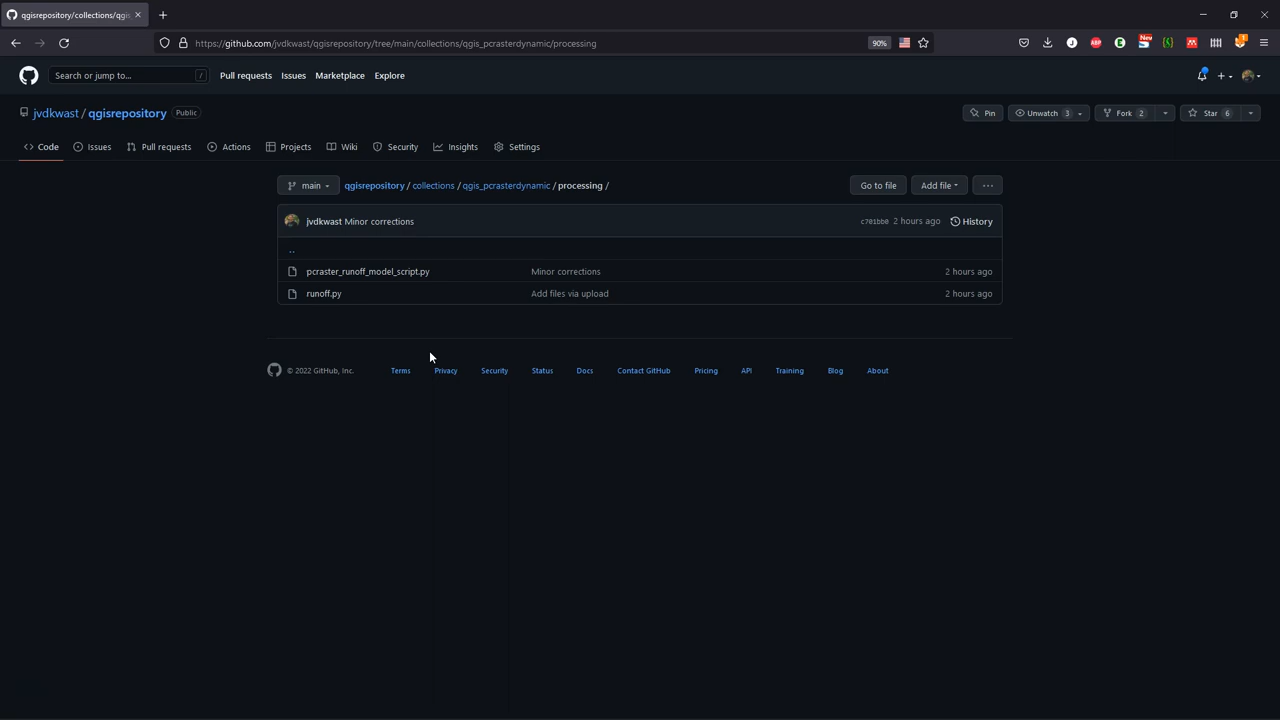 qgisrepository/collections/qgis
https://github.com/jvdkwast/qgisrepository/tree/main/collections/qgis_pcrasterdynamic/processing
90%
Search or jump to... /
Pull requests
Issues
Marketplace
Explore
jvdkwast / qgisrepository Public
Pin
Unwatch 3
Fork 2
Star 6
Code
Issues
Pull requests
Actions
Projects
Wiki
Security
Insights
Settings
main
qgisrepository / collections / qgis_pcrasterdynamic / processing /
Go to file
Add file
...
jvdkwast Minor corrections c701bb0 2 hours ago History
..
pcraster_runoff_model_script.py Minor corrections 2 hours ago
runoff.py Add files via upload 2 hours ago
© 2022 GitHub, Inc. Terms Privacy Security Status Docs Contact GitHub Pricing API Training Blog About